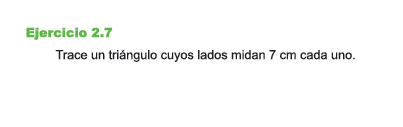 Ejercicio 2.7
Trace un triángulo cuyos lados midan 7 cm cada uno.